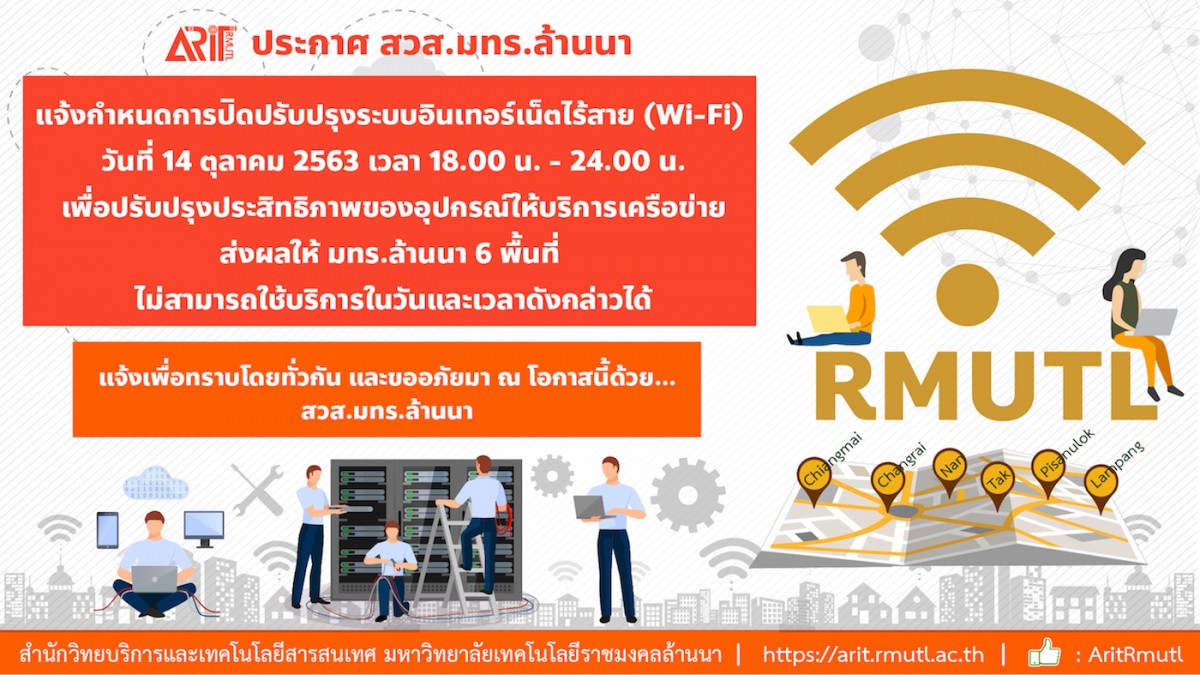 ARiT RMUTL ประกาศ สวส.มทร.ล้านนา
แจ้งกำหนดการปิดปรับปรุงระบบอินเทอร์เน็ตไร้สาย (Wi-Fi)
วันที่ 14 ตุลาคม 2563 เวลา 18.00 น. - 24.00 น.
เพื่อปรับปรุงประสิทธิภาพของอุปกรณ์ให้บริการเครือข่าย
ส่งผลให้ มทร.ล้านนา 6 พื้นที่
ไม่สามารถใช้บริการในวันและเวลาดังกล่าวได้
แจ้งเพื่อทราบโดยทั่วกัน และขออภัยมา ณ โอกาสนี้ด้วย...
สวส.มทร.ล้านนา
RMUTL
Chiangmai
Changrai
Nan
Tak
Pisanulok
Lampang
สำนักวิทยบริการและเทคโนโลยีสารสนเทศ มหาวิทยาลัยเทคโนโลยีราชมงคลล้านนา | https://arit.rmutl.ac.th | : AritRmutl